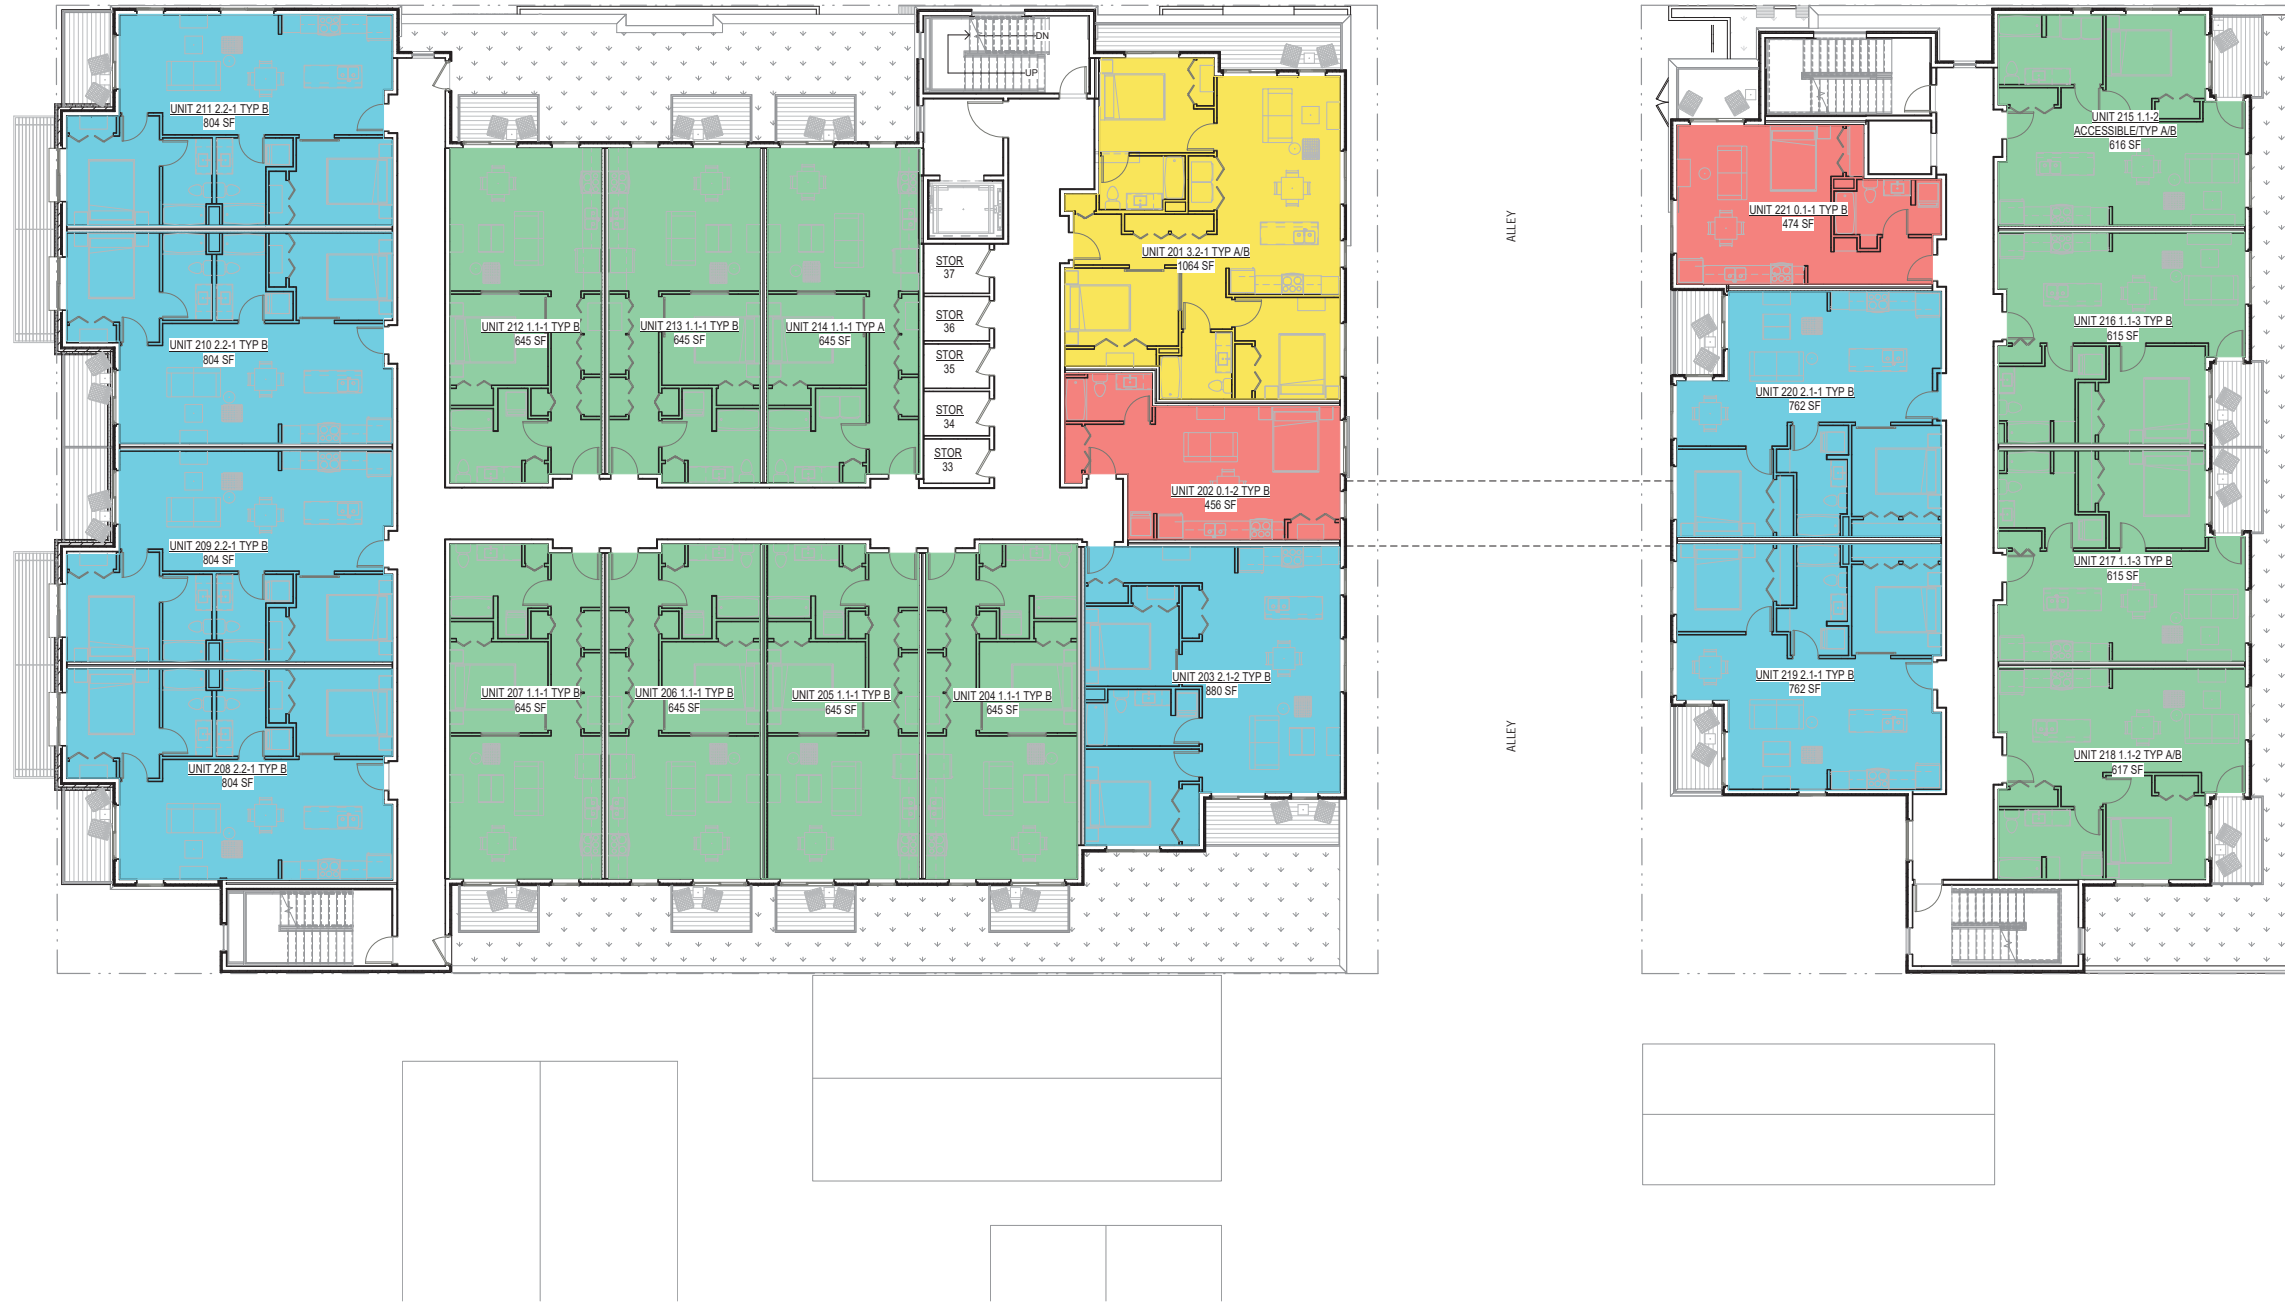 DN
UP
UNIT 211 2.2-1 TYP B
804 SF
UNIT 215 1.1-2
ACCESSIBLE/TYP A/B
616 SF
UNIT 221 0.1-1 TYP B
474 SF
ALLEY
UNIT 201 3.2-1 TYP A/B
1064 SF
STOR
37
UNIT 212 1.1-1 TYP B
645 SF
UNIT 213 1.1-1 TYP B
645 SF
UNIT 214 1.1-1 TYP A
645 SF
STOR
36
UNIT 216 1.1-3 TYP B
615 SF
UNIT 210 2.2-1 TYP B
804 SF
STOR
35
UNIT 220 2.1-1 TYP B
762 SF
STOR
34
STOR
33
UNIT 202 0.1-2 TYP B
456 SF
UNIT 209 2.2-1 TYP B
804 SF
UNIT 217 1.1-3 TYP B
615 SF
UNIT 203 2.1-2 TYP B
880 SF
UNIT 219 2.1-1 TYP B
762 SF
UNIT 207 1.1-1 TYP B
645 SF
UNIT 206 1.1-1 TYP B
645 SF
UNIT 205 1.1-1 TYP B
645 SF
UNIT 204 1.1-1 TYP B
645 SF
ALLEY
UNIT 218 1.1-2 TYP A/B
617 SF
UNIT 208 2.2-1 TYP B
804 SF